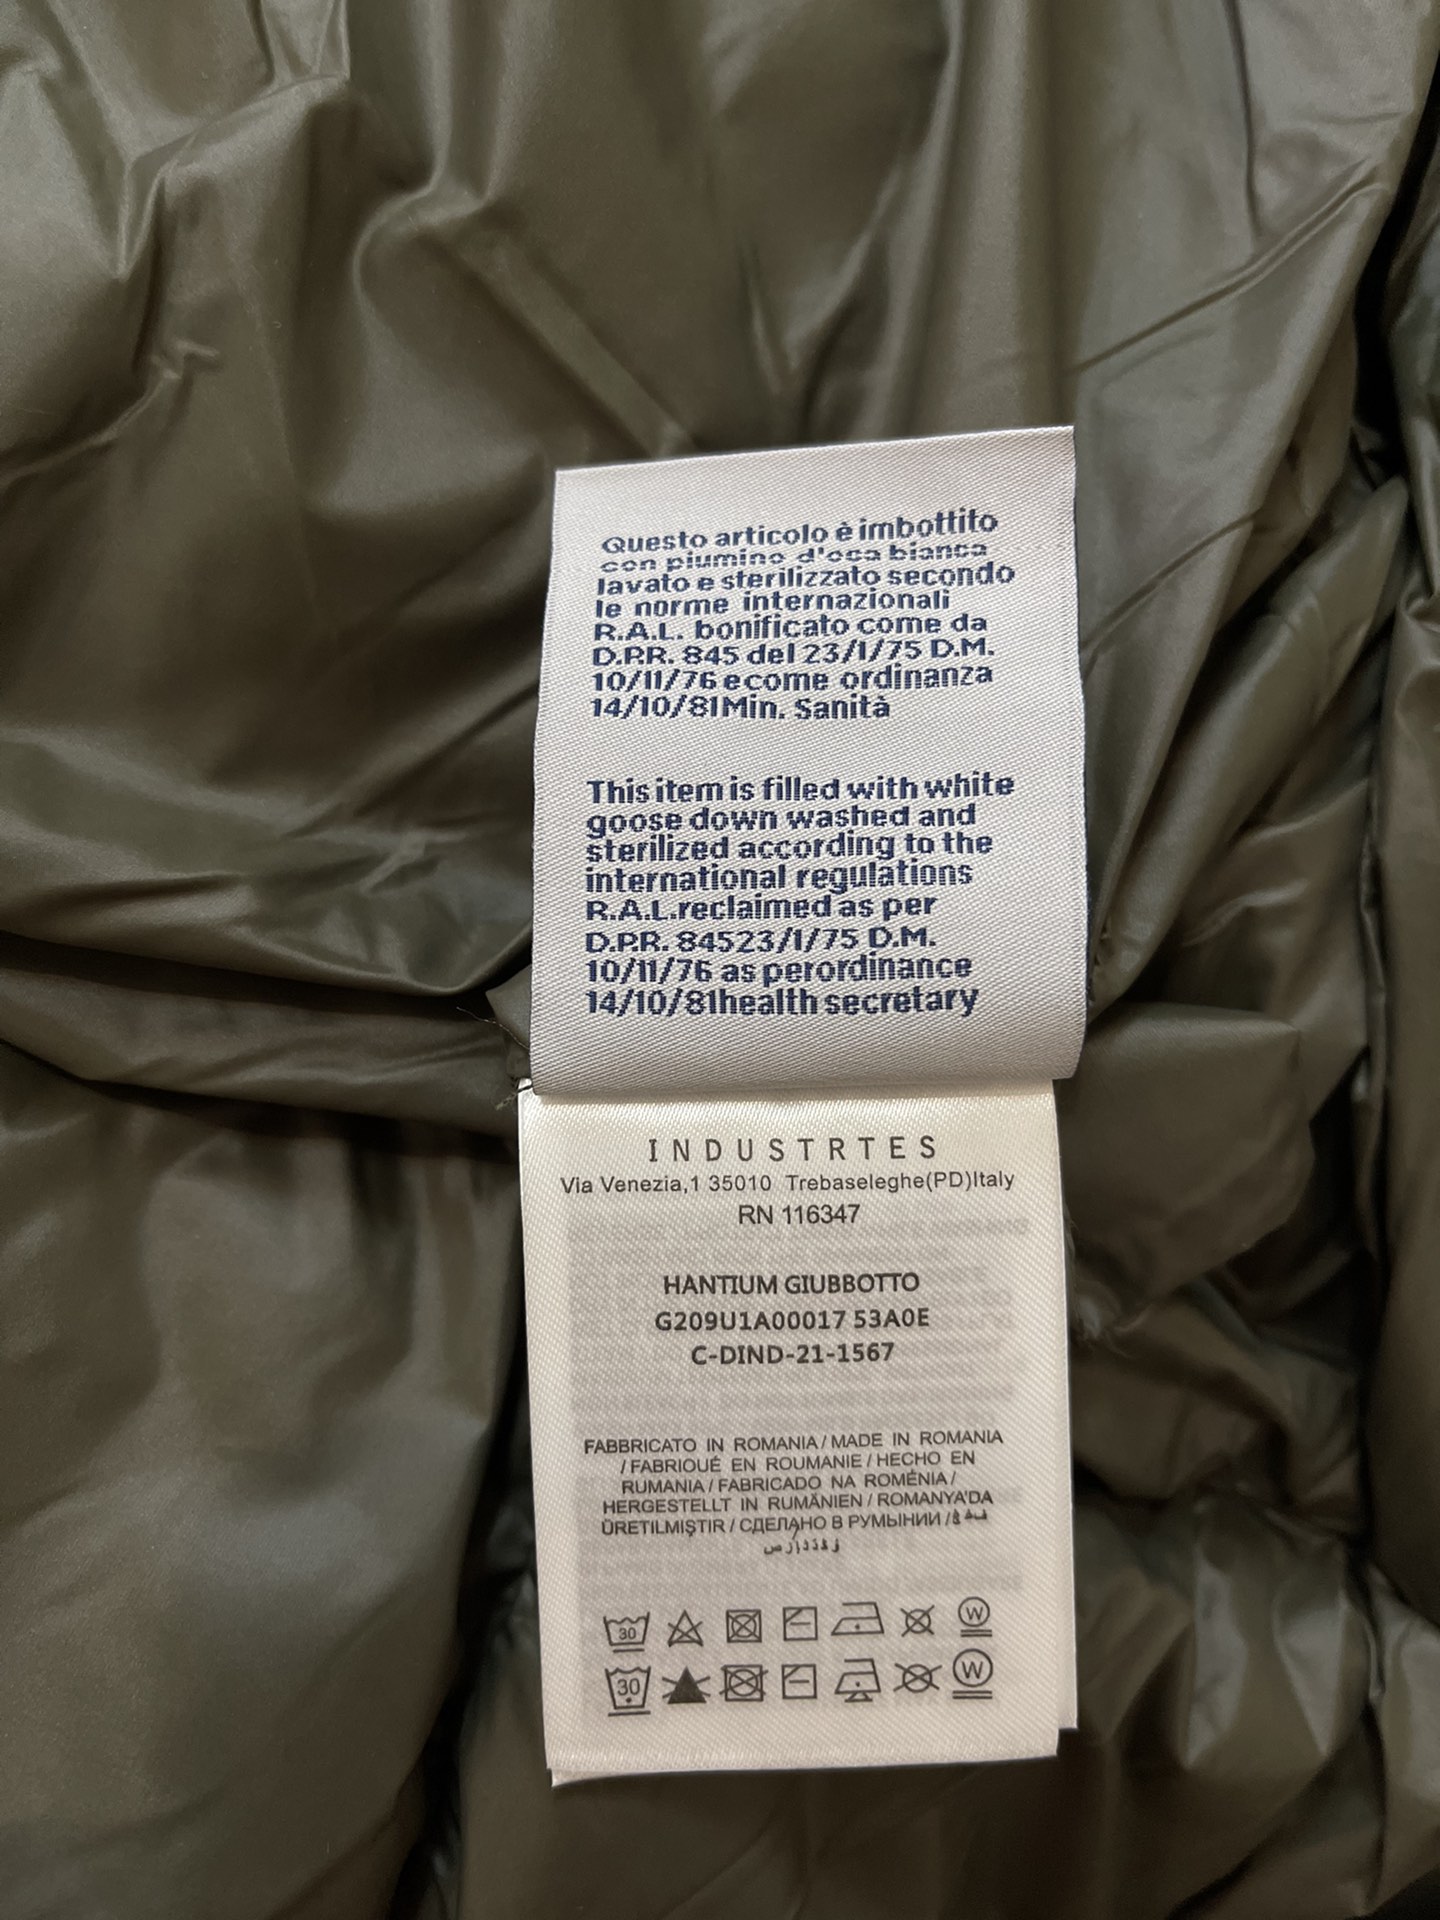 Questo articolo è imbottito
con piumino d'oca bianca
lavato e sterilizzato secondo
le norme internazionali
R.A.L. bonificato come da
D.P.R. 845 del 23/1/75 D.M.
10/11/76 e come ordinanza
14/10/81 Min. Sanità
This item is filled with white
goose down washed and
sterilized according to the
international regulations
R.A.L.reclaimed as per
D.P.R. 84523/1/75 D.M.
10/11/76 as perordinance
14/10/81health secretary
INDUSTRTES
Via Venezia,1 35010 Trebaseleghe(PD)Italy
RN 116347
HANTIUM GIUBBOTTO
G209U1A00017 53A0E
C-DIND-21-1567
FABBRICATO IN ROMANIA / MADE IN ROMANIA
/ FABRIOUÉ EN ROUMANIE / HECHO EN
RUMANIA / FABRICADO NA ROMÉNIA /
HERGESTELLT IN RUMÄNIEN / ROMANYA'DA
ÜRETILMIŞTIR / СДЕЛАНО В РУМЫНИИ /
30 W
30 W